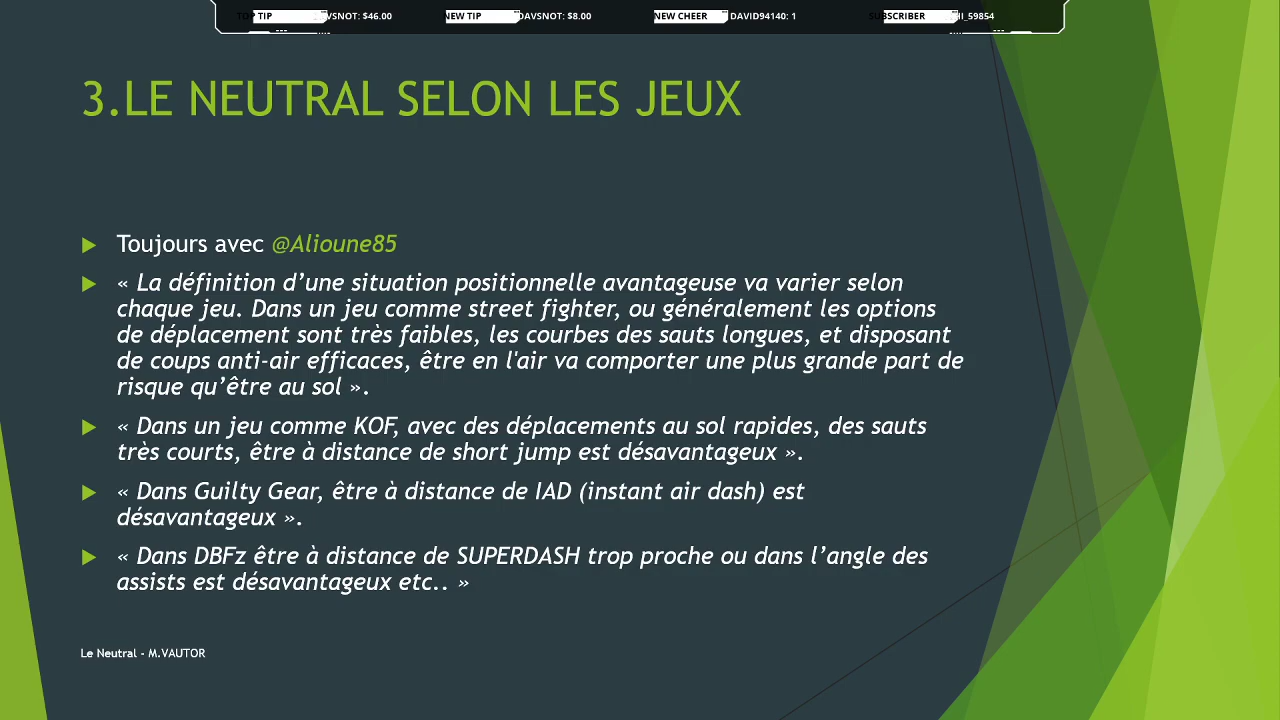 TOP TIP DAVSNOT: $46.00 NEW TIP DAVSNOT: $8.00 NEW CHEER DAVID94140: 1 SUBSCRIBER
3.LE NEUTRAL SELON LES JEUX
Toujours avec @Alioune85
« La définition d’une situation positionnelle avantageuse va varier selon
chaque jeu. Dans un jeu comme street fighter, ou généralement les options
de déplacement sont très faibles, les courbes des sauts longues, et disposant
de coups anti-air efficaces, être en l'air va comporter une plus grande part de
risque qu’être au sol ».
« Dans un jeu comme KOF, avec des déplacements au sol rapides, des sauts
très courts, être à distance de short jump est désavantageux ».
« Dans Guilty Gear, être à distance de IAD (instant air dash) est
désavantageux ».
« Dans DBFz être à distance de SUPERDASH trop proche ou dans l’angle des
assists est désavantageux etc.. »
Le Neutral - M.VAUTOR